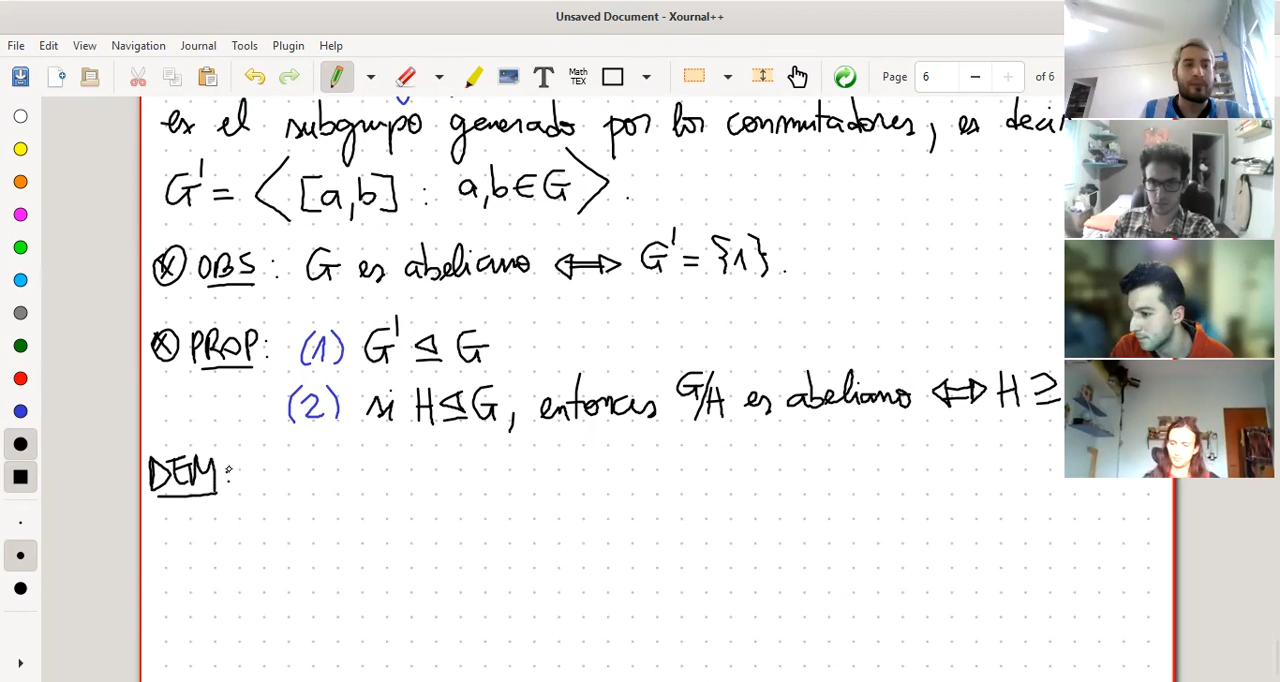 Unsaved Document - Xournal++
File Edit View Navigation Journal Tools Plugin Help
T Math TEX Page 6 of 6
es el subgrupo generado por los conmutadores, es deci
G' = ⟨ [a,b] : a,b∈G ⟩.
⊗ OBS: G es abeliano ⟺ G' = {1}.
⊗ PROP: (1) G' ⊴ G
(2) si H⊴G, entonces G/H es abeliano ⟺ H ⊇
DEM: